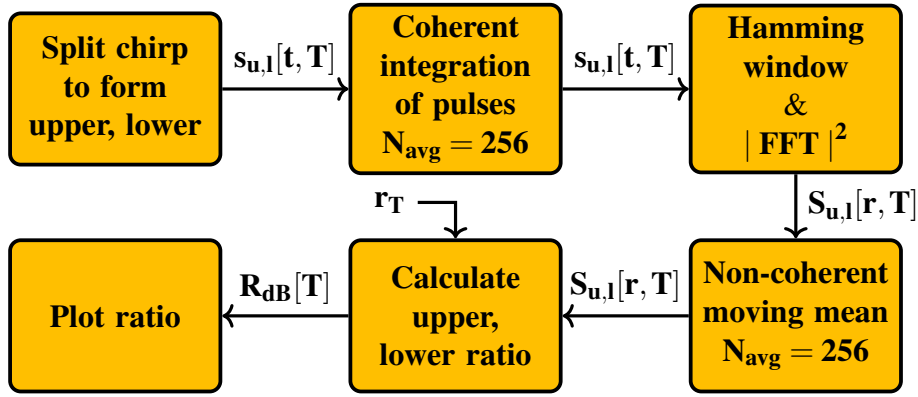 Split chirp
to form
upper, lower
s_{u,l}[t, T]
Coherent
integration
of pulses
N_{avg} = 256
s_{u,l}[t, T]
Hamming
window
&
| FFT |^2
S_{u,l}[r, T]
r_T
Plot ratio
R_{dB}[T]
Calculate
upper,
lower ratio
S_{u,l}[r, T]
Non-coherent
moving mean
N_{avg} = 256